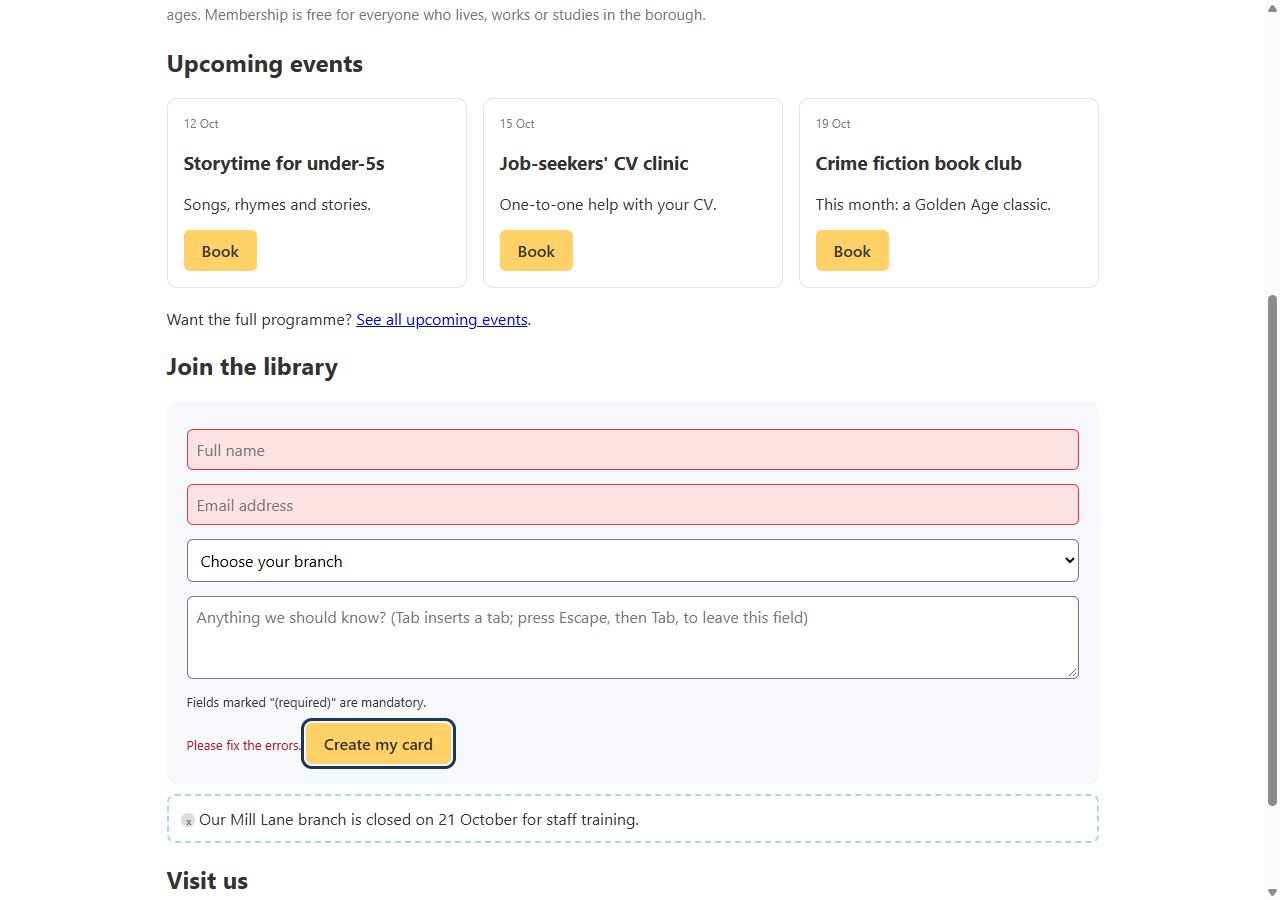 ages. Membership is free for everyone who lives, works or studies in the borough.
Upcoming events
12 Oct
Storytime for under-5s
Songs, rhymes and stories.
Book
15 Oct
Job-seekers' CV clinic
One-to-one help with your CV.
Book
19 Oct
Crime fiction book club
This month: a Golden Age classic.
Book
Want the full programme? See all upcoming events.
Join the library
Full name
Email address
Choose your branch
Anything we should know? (Tab inserts a tab; press Escape, then Tab, to leave this field)
Fields marked "(required)" are mandatory.
Please fix the errors. Create my card
x Our Mill Lane branch is closed on 21 October for staff training.
Visit us